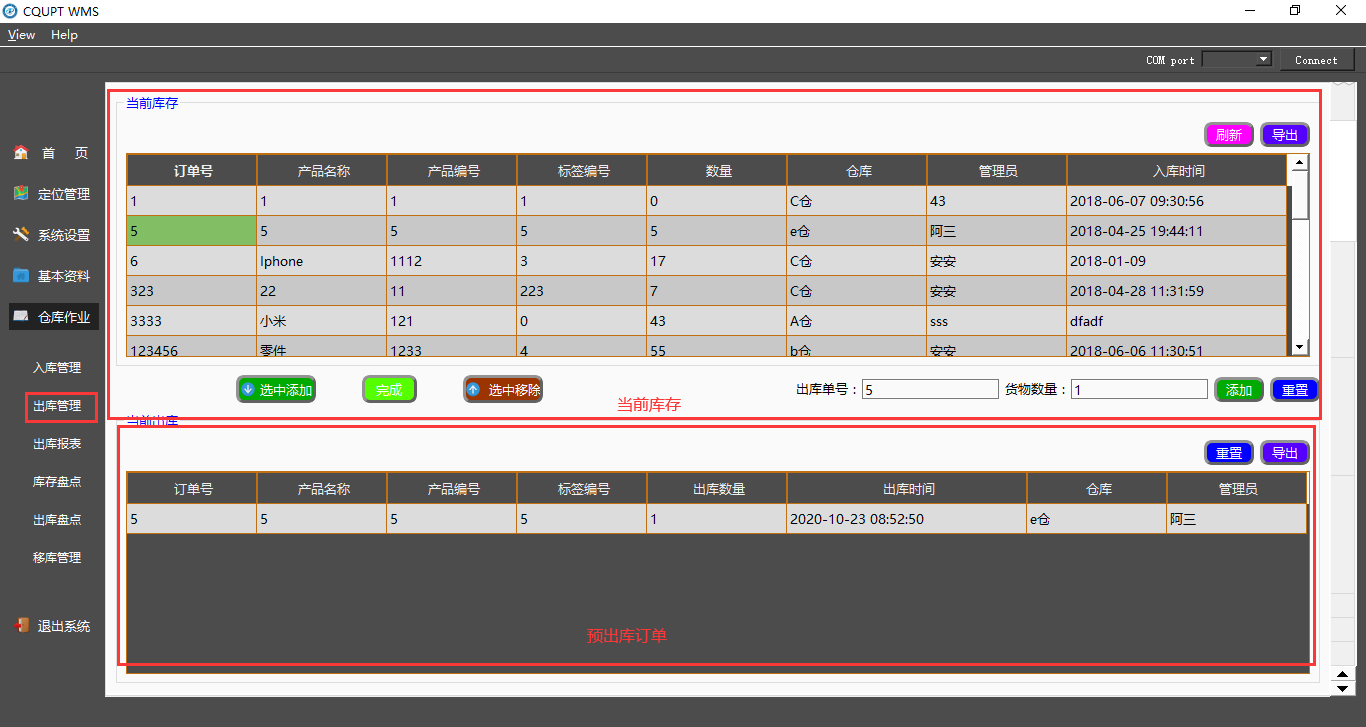 CQUPT WMS
View Help
COM port Connect
首 页
定位管理
系统设置
基本资料
仓库作业
入库管理
出库管理
出库报表
库存盘点
出库盘点
移库管理
退出系统
当前库存
刷新 导出
订单号 产品名称 产品编号 标签编号 数量 仓库 管理员 入库时间
1 1 1 1 0 C仓 43 2018-06-07 09:30:56
5 5 5 5 5 e仓 阿三 2018-04-25 19:44:11
6 Iphone 1112 3 17 C仓 安安 2018-01-09
323 22 11 223 7 C仓 安安 2018-04-28 11:31:59
3333 小米 121 0 43 A仓 sss dfadf
123456 零件 1233 4 55 b仓 安安 2018-06-06 11:30:51
选中添加 完成 选中移除 出库单号：5 货物数量：1 添加 重置
当前库存
当前出库
重置 导出
订单号 产品名称 产品编号 标签编号 出库数量 出库时间 仓库 管理员
5 5 5 5 1 2020-10-23 08:52:50 e仓 阿三
预出库订单